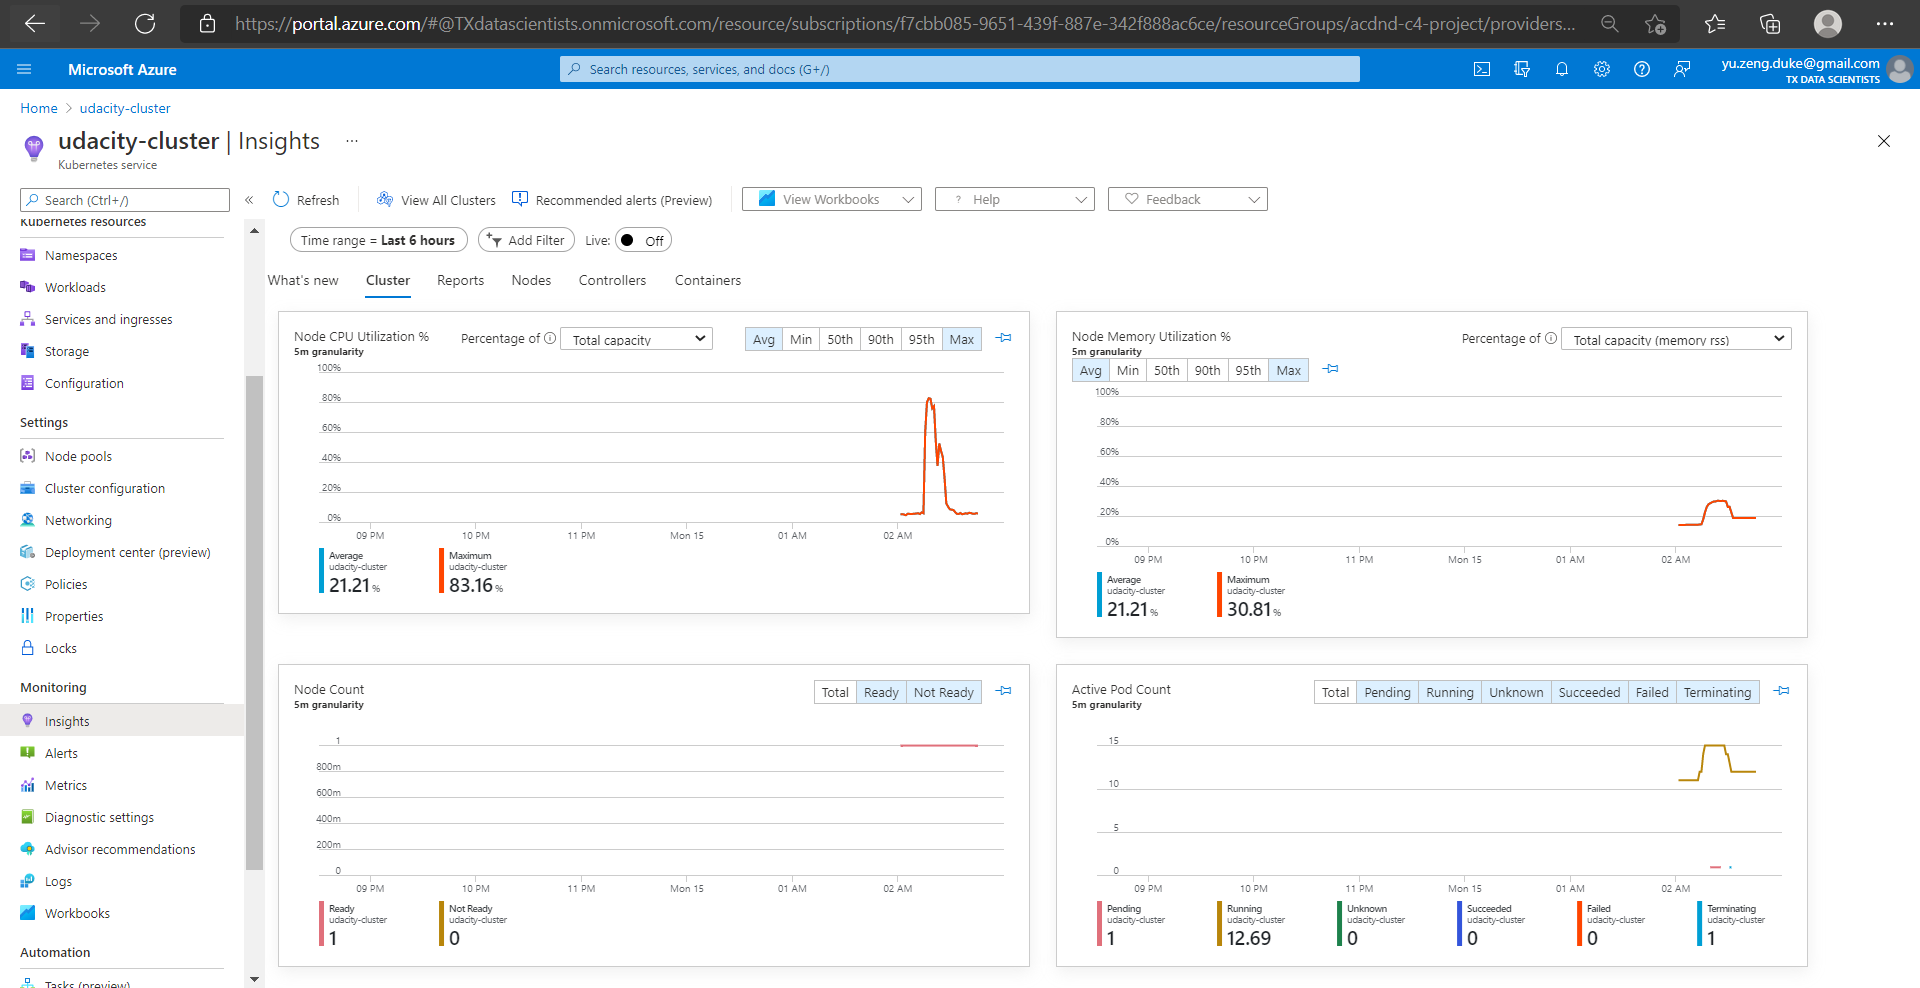 https://portal.azure.com/#@TXdatascientists.onmicrosoft.com/resource/subscriptions/f7cbb085-9651-439f-887e-342f888ac6ce/resourceGroups/acdnd-c4-project/providers...
Microsoft Azure
Search resources, services, and docs (G+/)
yu.zeng.duke@gmail.com
TX DATA SCIENTISTS
Home > udacity-cluster
udacity-cluster | Insights ...
Kubernetes service
Search (Ctrl+/)
«
Refresh
View All Clusters
Recommended alerts (Preview)
View Workbooks
? Help
Feedback
Kubernetes resources
Namespaces
Workloads
Services and ingresses
Storage
Configuration
Settings
Node pools
Cluster configuration
Networking
Deployment center (preview)
Policies
Properties
Locks
Monitoring
Insights
Alerts
Metrics
Diagnostic settings
Advisor recommendations
Logs
Workbooks
Automation
Tasks (preview)
Time range = Last 6 hours
Add Filter
Live: Off
What's new Cluster Reports Nodes Controllers Containers
Node CPU Utilization %
5m granularity
Percentage of Total capacity
Avg Min 50th 90th 95th Max
100%
80%
60%
40%
20%
0%
09 PM 10 PM 11 PM Mon 15 01 AM 02 AM
Average
udacity-cluster
21.21 %
Maximum
udacity-cluster
83.16 %
Node Memory Utilization %
5m granularity
Percentage of Total capacity (memory rss)
Avg Min 50th 90th 95th Max
100%
80%
60%
40%
20%
0%
09 PM 10 PM 11 PM Mon 15 01 AM 02 AM
Average
udacity-cluster
21.21 %
Maximum
udacity-cluster
30.81 %
Node Count
5m granularity
Total Ready Not Ready
1
800m
600m
400m
200m
0
09 PM 10 PM 11 PM Mon 15 01 AM 02 AM
Ready
udacity-cluster
1
Not Ready
udacity-cluster
0
Active Pod Count
5m granularity
Total Pending Running Unknown Succeeded Failed Terminating
15
10
5
0
09 PM 10 PM 11 PM Mon 15 01 AM 02 AM
Pending
udacity-cluster
1
Running
udacity-cluster
12.69
Unknown
udacity-cluster
0
Succeeded
udacity-cluster
0
Failed
udacity-cluster
0
Terminating
udacity-cluster
1